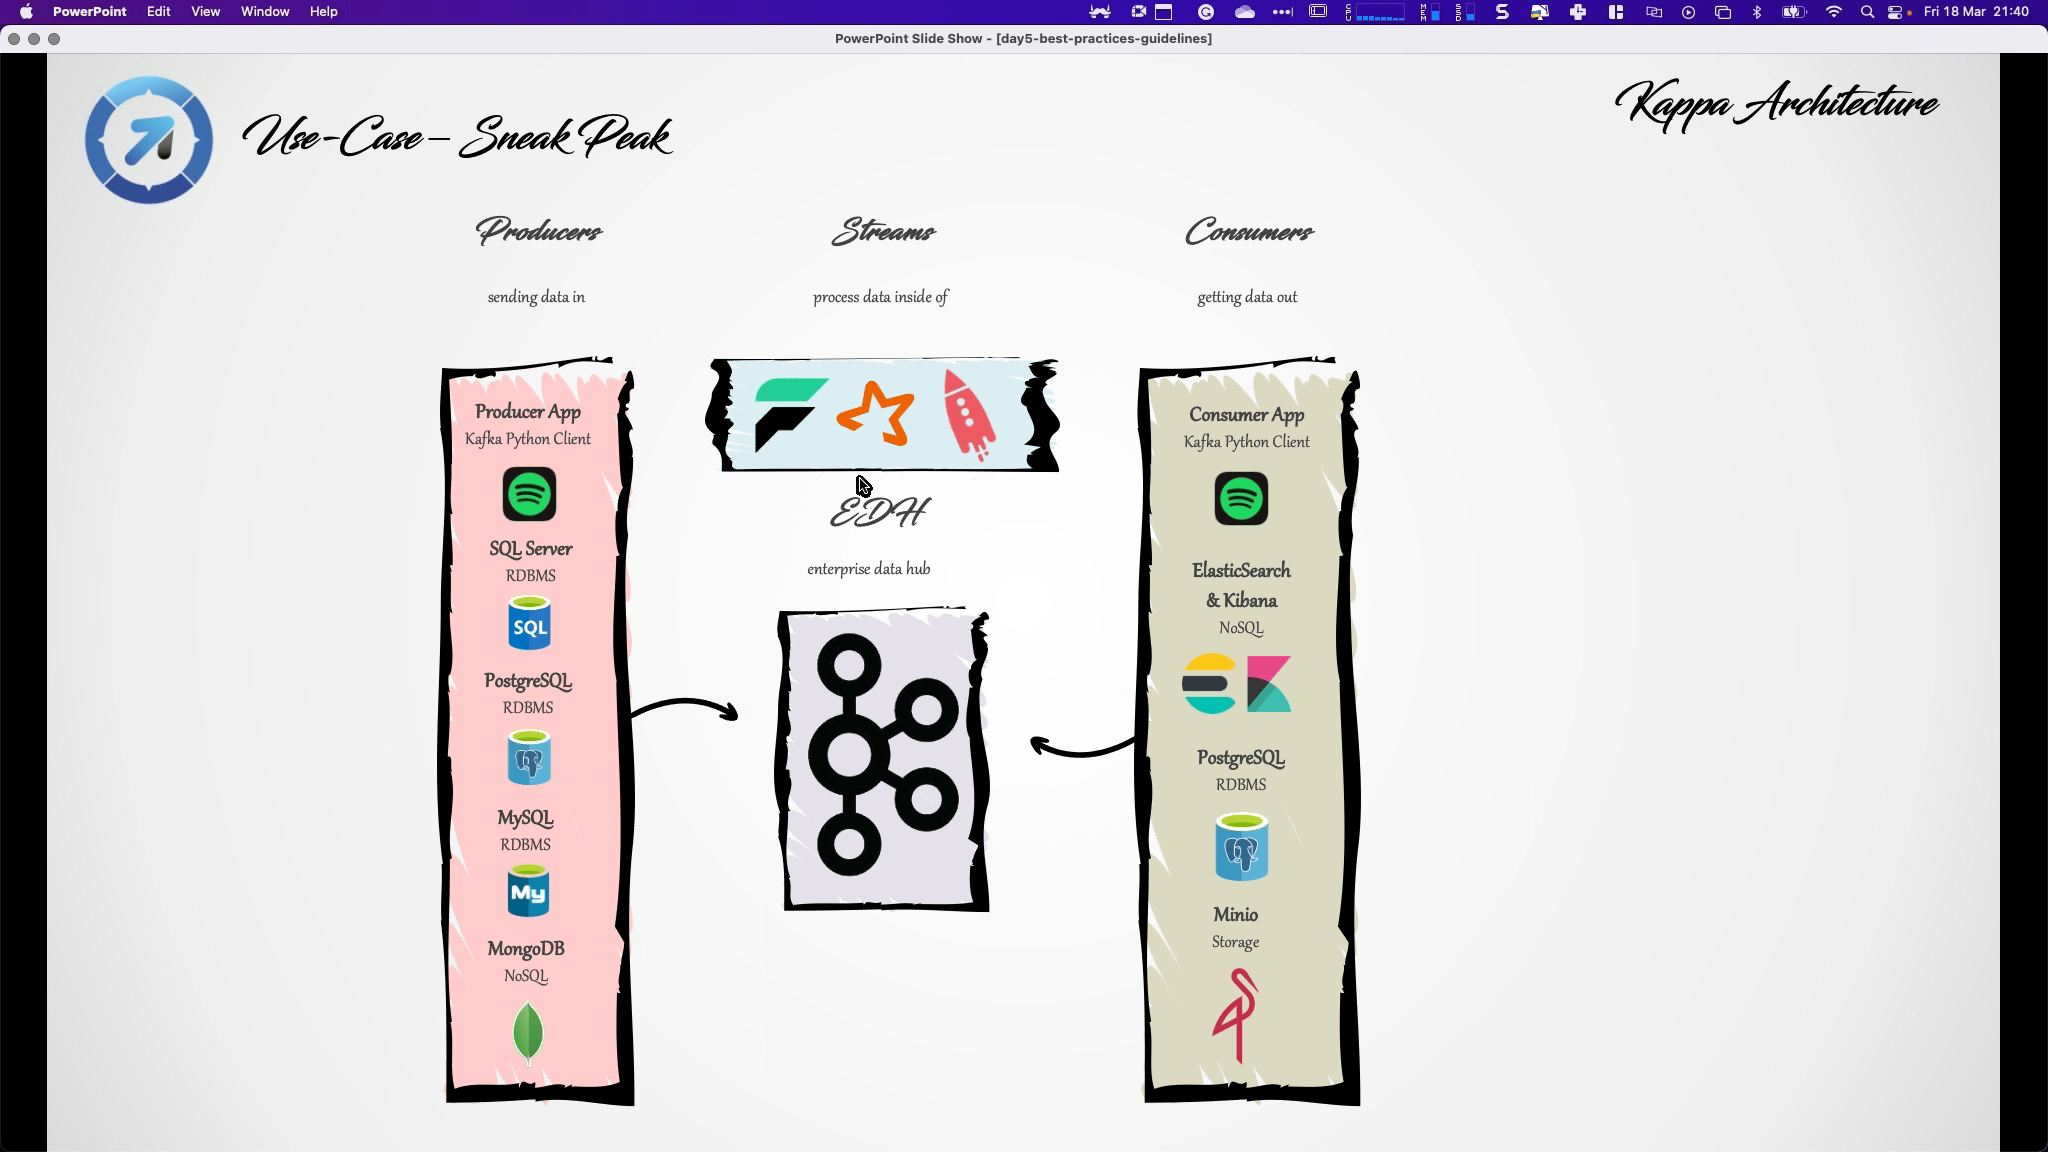 PowerPoint Edit View Window Help
Fri 18 Mar 21:40
PowerPoint Slide Show - [day5-best-practices-guidelines]
Use-Case – Sneak Peak
Kappa Architecture
Producers
sending data in
Streams
process data inside of
Consumers
getting data out
Producer App
Kafka Python Client
SQL Server
RDBMS
SQL
PostgreSQL
RDBMS
MySQL
RDBMS
My
MongoDB
NoSQL
EDH
enterprise data hub
Consumer App
Kafka Python Client
ElasticSearch
& Kibana
NoSQL
PostgreSQL
RDBMS
Minio
Storage